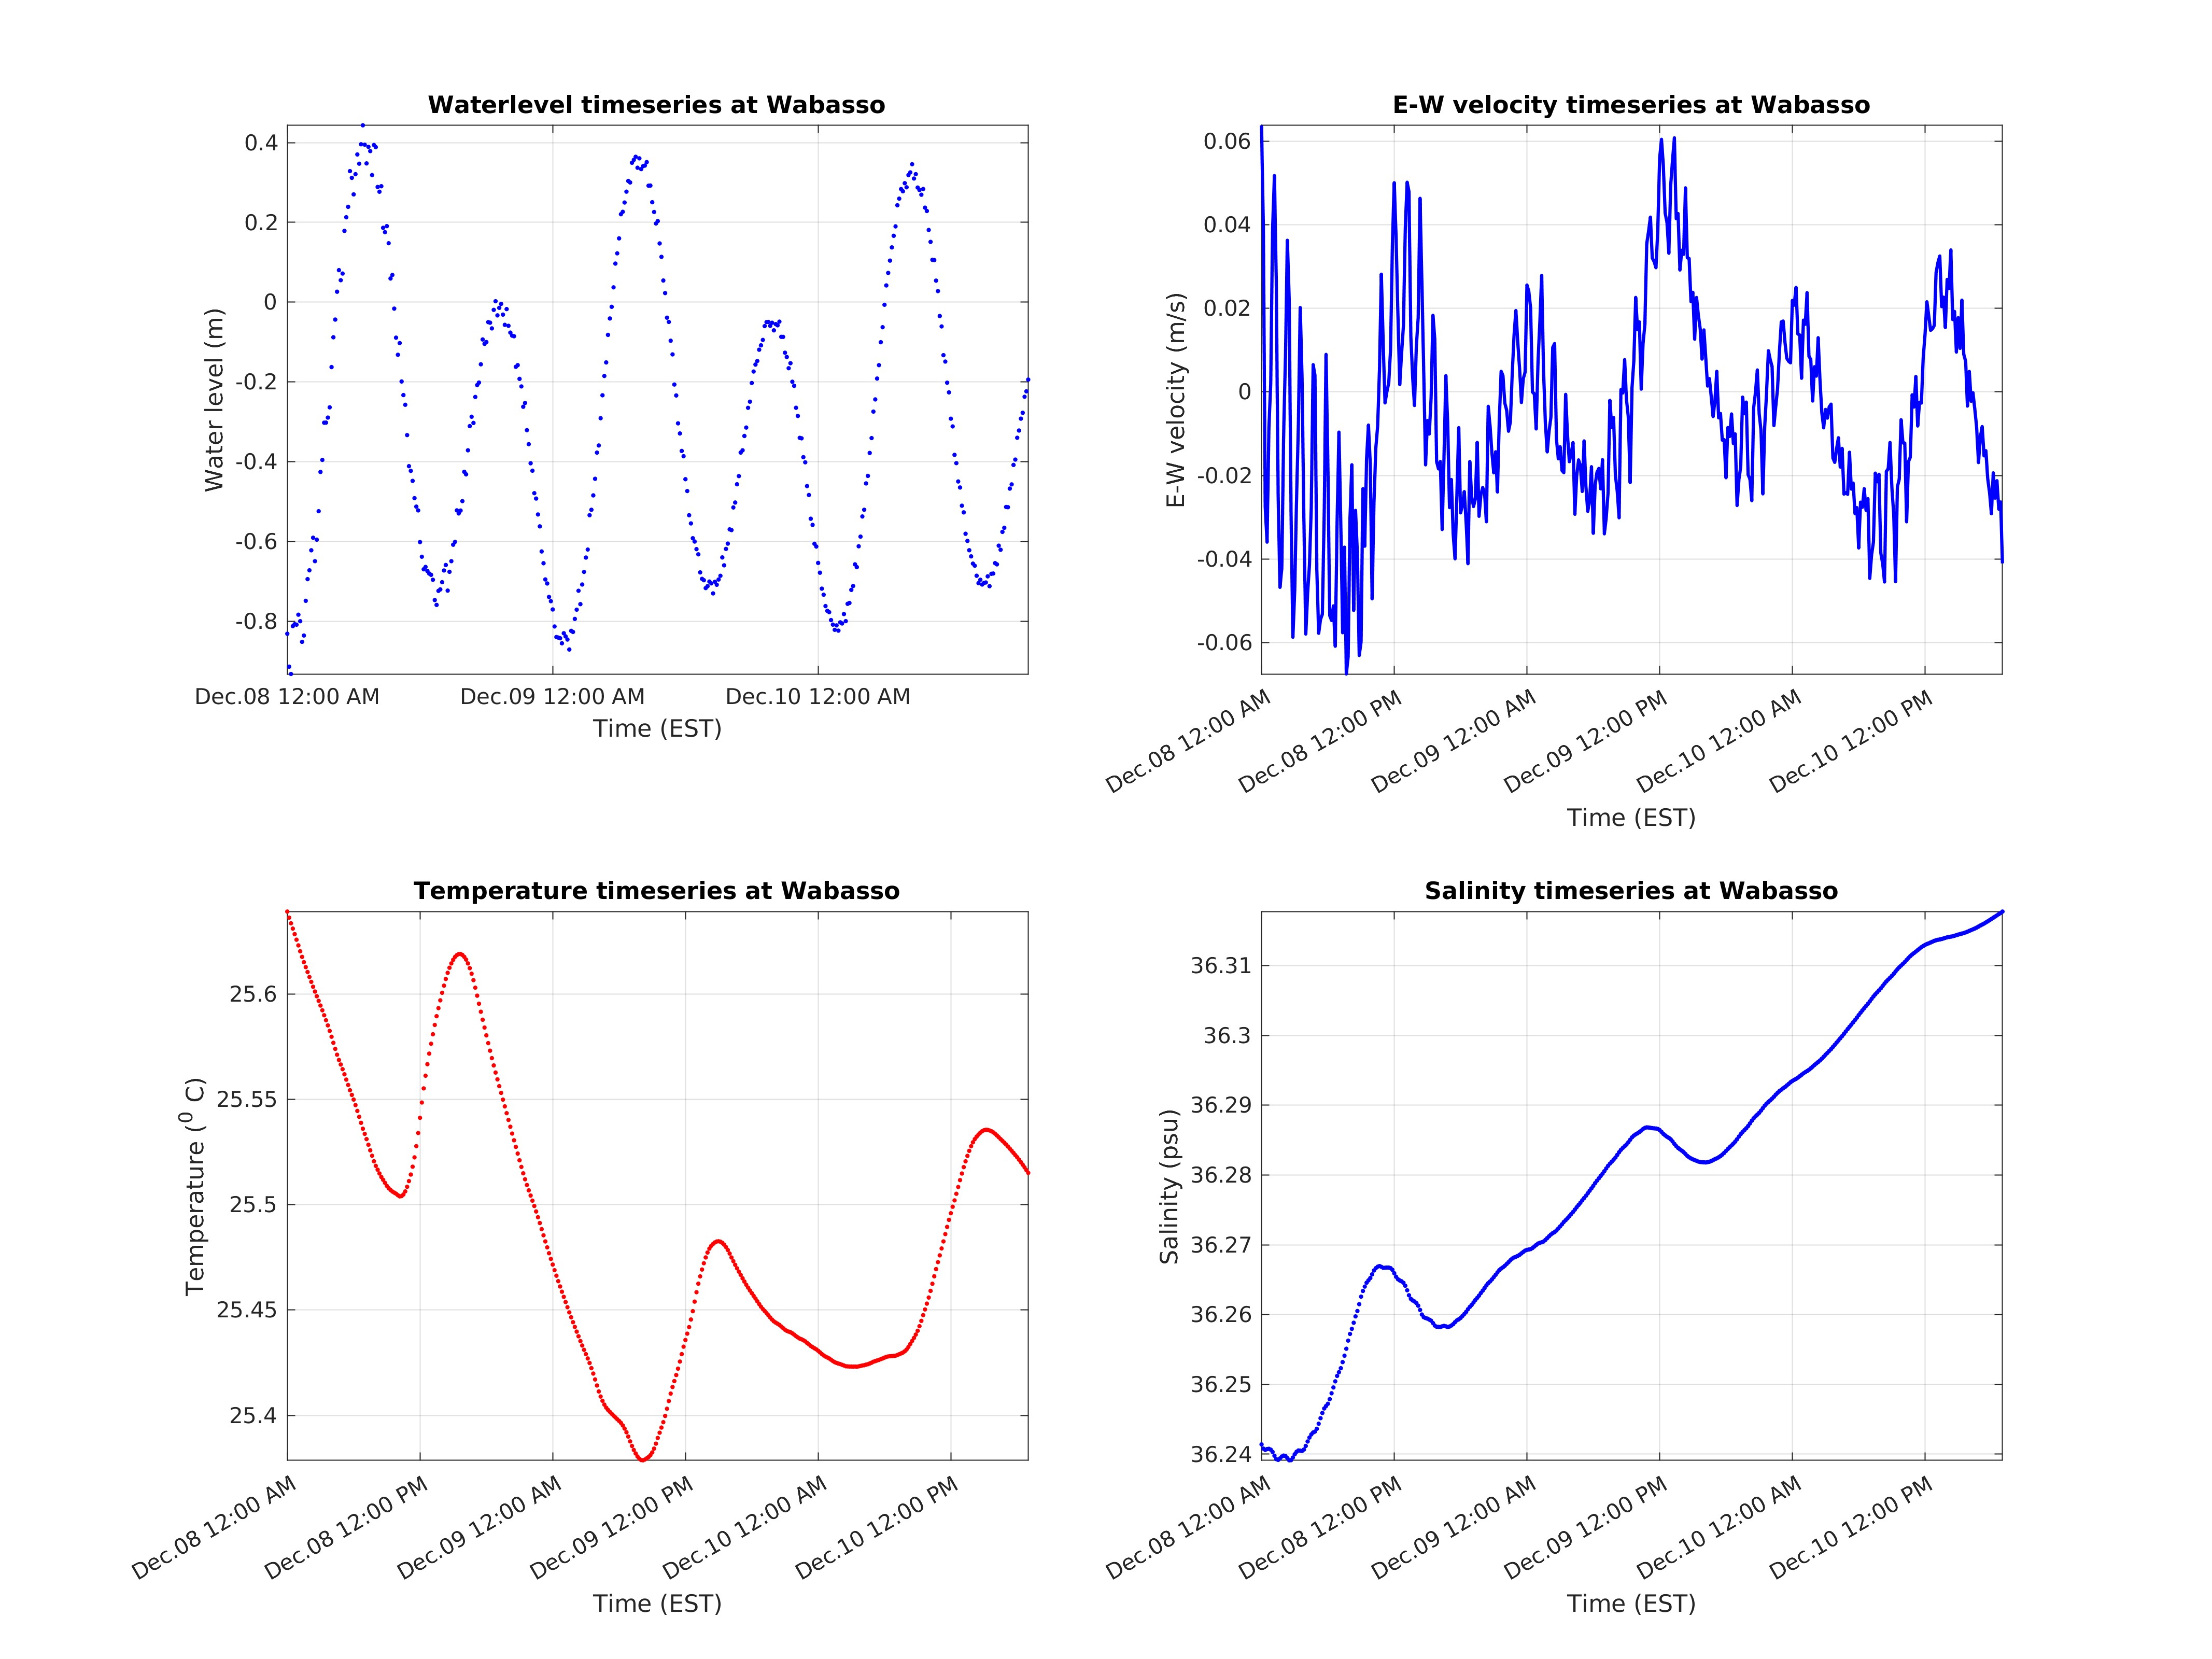 Waterlevel timeseries at Wabasso
0.4
0.2
0
-0.2
-0.4
-0.6
-0.8
Water level (m)
Dec.08 12:00 AM Dec.09 12:00 AM Dec.10 12:00 AM
Time (EST)
E-W velocity timeseries at Wabasso
0.06
0.04
0.02
0
-0.02
-0.04
-0.06
E-W velocity (m/s)
Dec.08 12:00 AM
Dec.08 12:00 PM
Dec.09 12:00 AM
Dec.09 12:00 PM
Dec.10 12:00 AM
Dec.10 12:00 PM
Time (EST)
Temperature timeseries at Wabasso
25.6
25.55
25.5
25.45
25.4
Temperature (⁰ C)
Dec.08 12:00 AM
Dec.08 12:00 PM
Dec.09 12:00 AM
Dec.09 12:00 PM
Dec.10 12:00 AM
Dec.10 12:00 PM
Time (EST)
Salinity timeseries at Wabasso
36.31
36.3
36.29
36.28
36.27
36.26
36.25
36.24
Salinity (psu)
Dec.08 12:00 AM
Dec.08 12:00 PM
Dec.09 12:00 AM
Dec.09 12:00 PM
Dec.10 12:00 AM
Dec.10 12:00 PM
Time (EST)